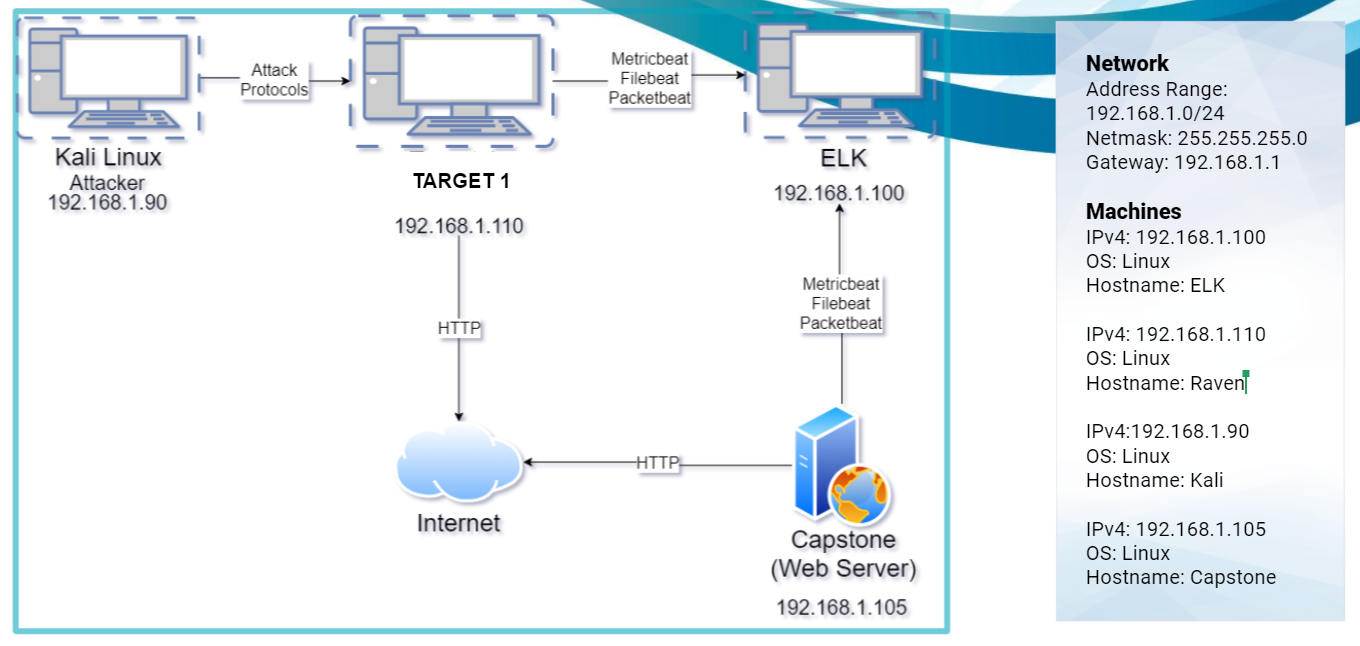 Attack
Protocols
Metricbeat
Filebeat
Packetbeat
Kali Linux
Attacker
192.168.1.90
TARGET 1
192.168.1.110
ELK
192.168.1.100
HTTP
Metricbeat
Filebeat
Packetbeat
Internet
HTTP
Capstone
(Web Server)
192.168.1.105
Network
Address Range:
192.168.1.0/24
Netmask: 255.255.255.0
Gateway: 192.168.1.1
Machines
IPv4: 192.168.1.100
OS: Linux
Hostname: ELK
IPv4: 192.168.1.110
OS: Linux
Hostname: Raven
IPv4:192.168.1.90
OS: Linux
Hostname: Kali
IPv4: 192.168.1.105
OS: Linux
Hostname: Capstone